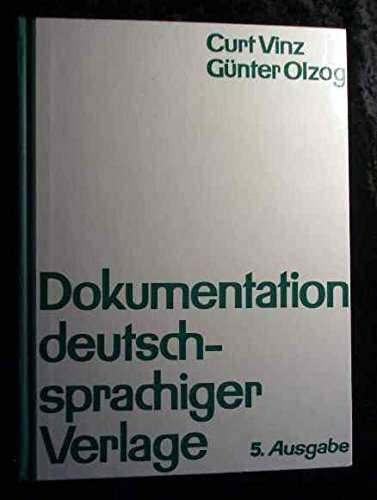 Curt Vinz
Günter Olzog
Dokumentation
deutsch-
sprachiger
Verlage
5. Ausgabe